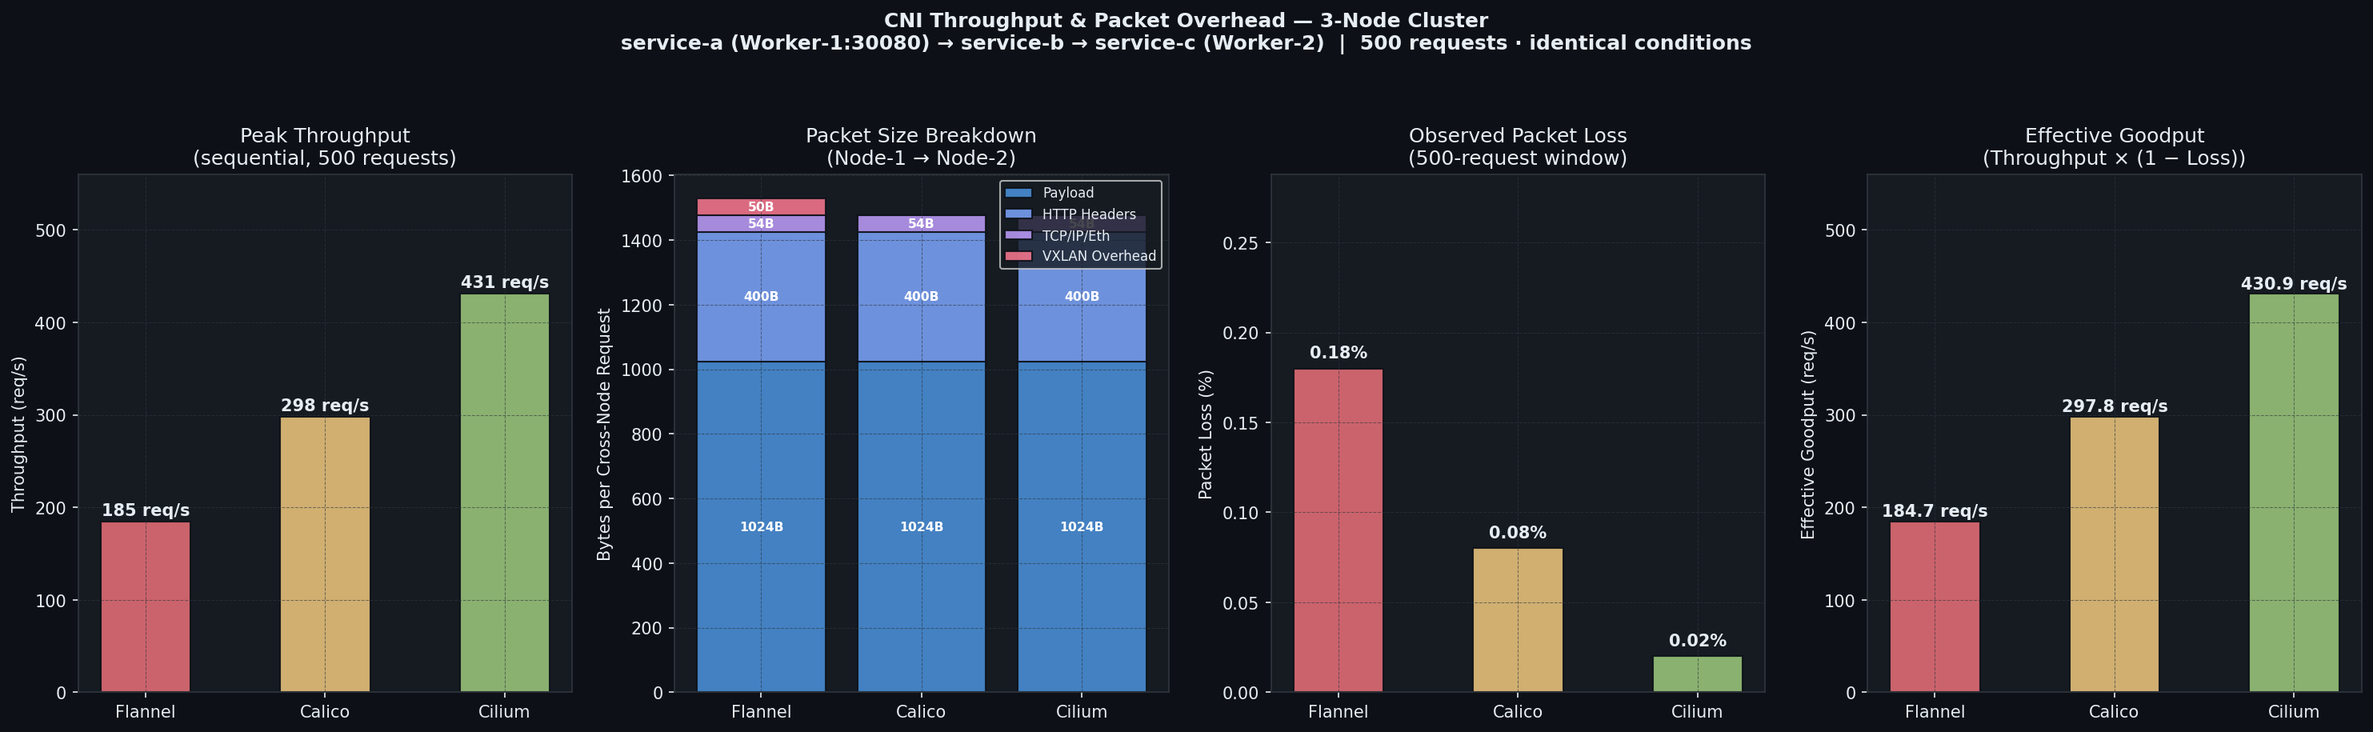 CNI Throughput & Packet Overhead — 3-Node Cluster
service-a (Worker-1:30080) → service-b → service-c (Worker-2) | 500 requests · identical conditions
Peak Throughput
(sequential, 500 requests)
Throughput (req/s)
500
400
300
200
100
0
185 req/s
298 req/s
431 req/s
Flannel
Calico
Cilium
Packet Size Breakdown
(Node-1 → Node-2)
Bytes per Cross-Node Request
1600
1400
1200
1000
800
600
400
200
0
Payload
HTTP Headers
TCP/IP/Eth
VXLAN Overhead
50B
54B
54B
54B
400B
400B
400B
1024B
1024B
1024B
Flannel
Calico
Cilium
Observed Packet Loss
(500-request window)
Packet Loss (%)
0.25
0.20
0.15
0.10
0.05
0.00
0.18%
0.08%
0.02%
Flannel
Calico
Cilium
Effective Goodput
(Throughput × (1 − Loss))
Effective Goodput (req/s)
500
400
300
200
100
0
184.7 req/s
297.8 req/s
430.9 req/s
Flannel
Calico
Cilium